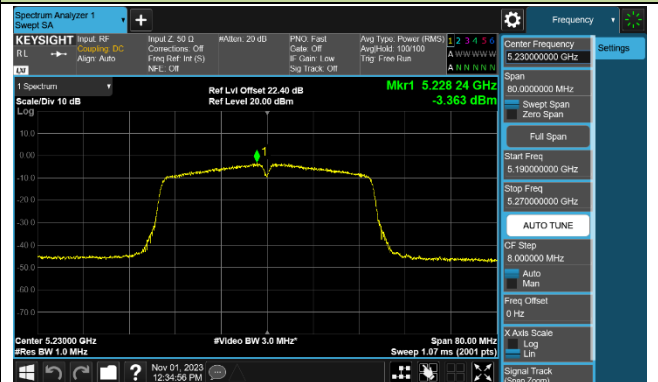 Spectrum Analyzer 1
Swept SA
+
Frequency
KEYSIGHT
RL
LXI
Input: RF
Coupling: DC
Align: Auto
Input Z: 50 Ω
Corrections: Off
Freq Ref: Int (S)
NFE: Off
#Atten: 20 dB
PNO: Fast
Gate: Off
IF Gain: Low
Sig Track: Off
Avg Type: Power (RMS)
Avg|Hold: 100/100
Trig: Free Run
1 2 3 4 5 6
A W W W W W
A N N N N N
1 Spectrum
Scale/Div 10 dB
Log
Ref Lvl Offset 22.40 dB
Ref Level 20.00 dBm
Mkr1 5.228 24 GHz
-3.363 dBm
1
10.0
0.00
-10.0
-20.0
-30.0
-40.0
-50.0
-60.0
-70.0
Center 5.23000 GHz
#Res BW 1.0 MHz
#Video BW 3.0 MHz*
Span 80.00 MHz
Sweep 1.07 ms (2001 pts)
Center Frequency
5.230000000 GHz
Settings
Span
80.0000000 MHz
Swept Span
Zero Span
Full Span
Start Freq
5.190000000 GHz
Stop Freq
5.270000000 GHz
AUTO TUNE
CF Step
8.000000 MHz
Auto
Man
Freq Offset
0 Hz
X Axis Scale
Log
Lin
Signal Track
(Span Zoom)
?
Nov 01, 2023
12:34:56 PM